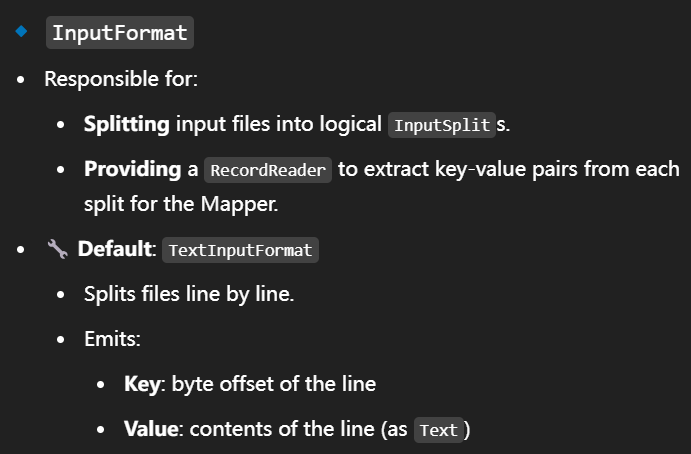 InputFormat
Responsible for:
Splitting input files into logical InputSplits.
Providing a RecordReader to extract key-value pairs from each
split for the Mapper.
Default: TextInputFormat
Splits files line by line.
Emits:
Key: byte offset of the line
Value: contents of the line (as Text)